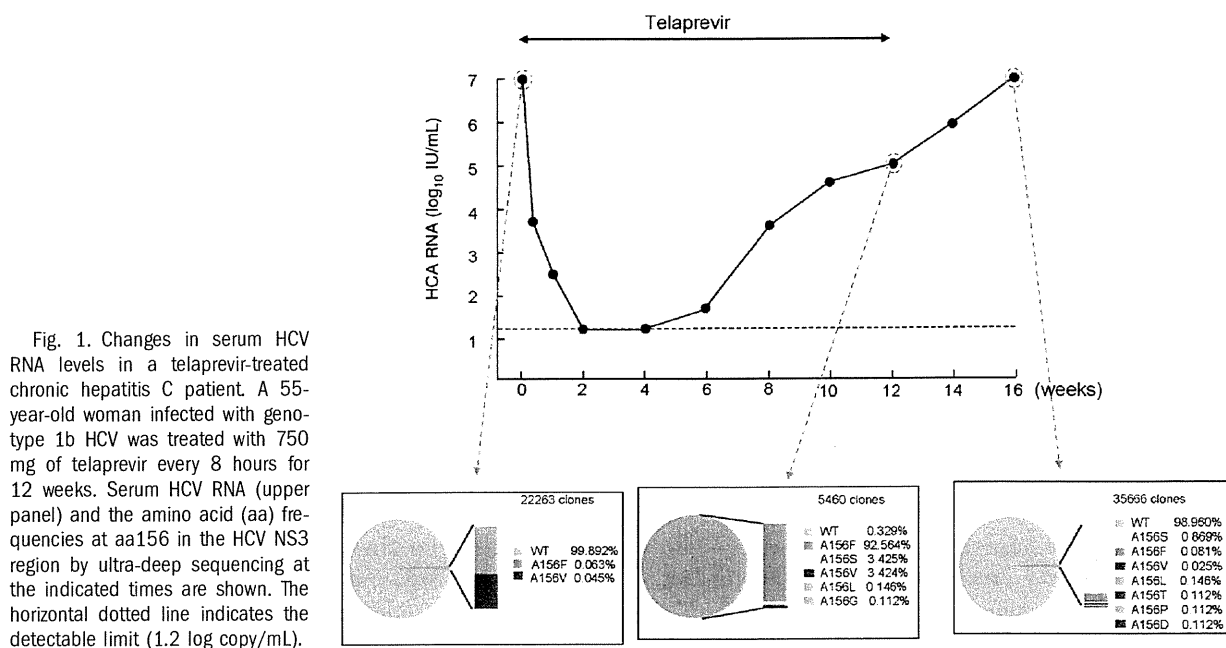 Telaprevir
HCA RNA (log10 IU/mL)
7
6
5
4
3
2
1
0 2 4 6 8 10 12 14 16 (weeks)
Fig. 1. Changes in serum HCV
RNA levels in a telaprevir-treated
chronic hepatitis C patient. A 55-
year-old woman infected with geno-
type 1b HCV was treated with 750
mg of telaprevir every 8 hours for
12 weeks. Serum HCV RNA (upper
panel) and the amino acid (aa) fre-
quencies at aa156 in the HCV NS3
region by ultra-deep sequencing at
the indicated times are shown. The
horizontal dotted line indicates the
detectable limit (1.2 log copy/mL).
22263 clones
WT 99.892%
A156F 0.063%
A156V 0.045%
5460 clones
WT 0.329%
A156F 92.564%
A156S 3.425%
A156V 3.424%
A156L 0.146%
A156G 0.112%
35666 clones
WT 98.960%
A156S 0.869%
A156F 0.081%
A156V 0.025%
A156L 0.146%
A156T 0.112%
A156P 0.112%
A156D 0.112%